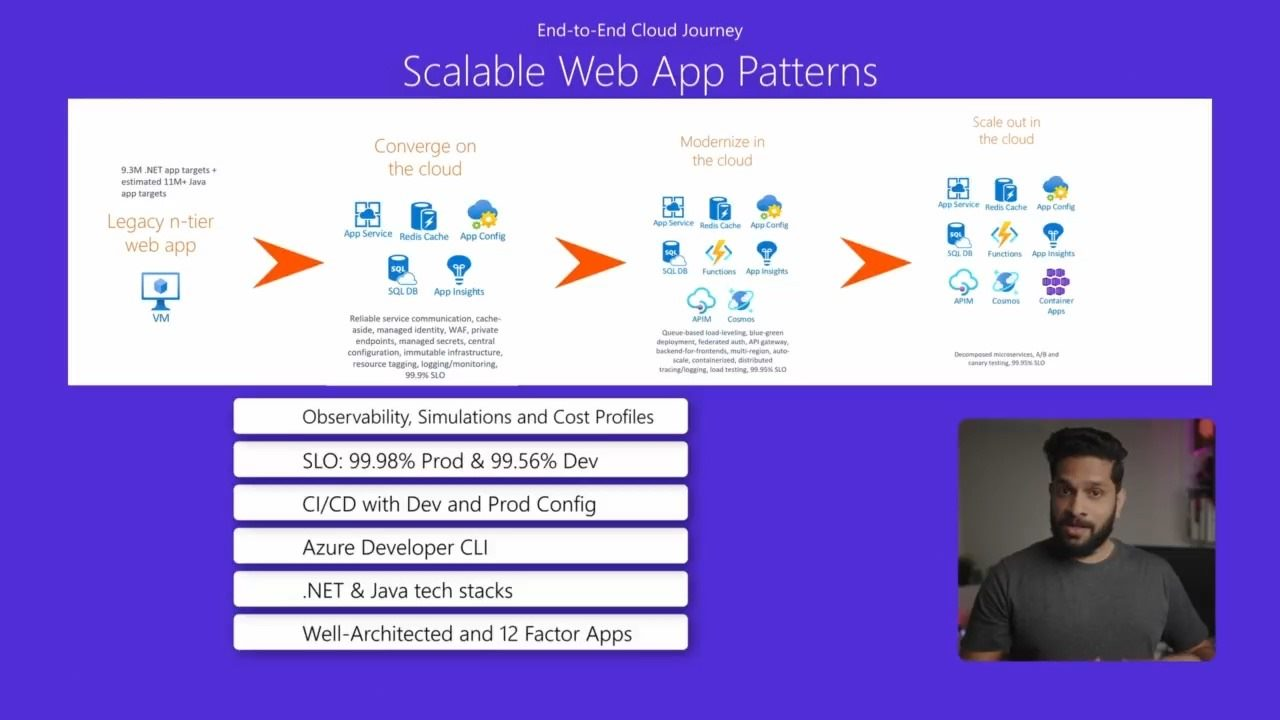 End-to-End Cloud Journey
Scalable Web App Patterns
9.3M .NET app targets +
estimated 11M+ Java
app targets
Legacy n-tier
web app
VM
Converge on
the cloud
App Service
Redis Cache
App Config
SQL
SQL DB
App Insights
Reliable service communication, cache-
aside, managed identity, WAF, private
endpoints, managed secrets, central
configuration, immutable infrastructure,
resource tagging, logging/monitoring,
99.9% SLO
Modernize in
the cloud
App Service
Redis Cache
App Config
SQL
SQL DB
Functions
App Insights
APIM
Cosmos
Queue-based load-leveling, blue-green
deployment, federated auth, API gateway,
backend-for-frontends, multi-region, auto-
scale, containerized, distributed
tracing/logging, load testing, 99.95% SLO
Scale out in
the cloud
App Service
Redis Cache
App Config
SQL
SQL DB
Functions
App Insights
APIM
Cosmos
Container
Apps
Decomposed microservices, A/B and
canary testing, 99.95% SLO
Observability, Simulations and Cost Profiles
SLO: 99.98% Prod & 99.56% Dev
CI/CD with Dev and Prod Config
Azure Developer CLI
.NET & Java tech stacks
Well-Architected and 12 Factor Apps